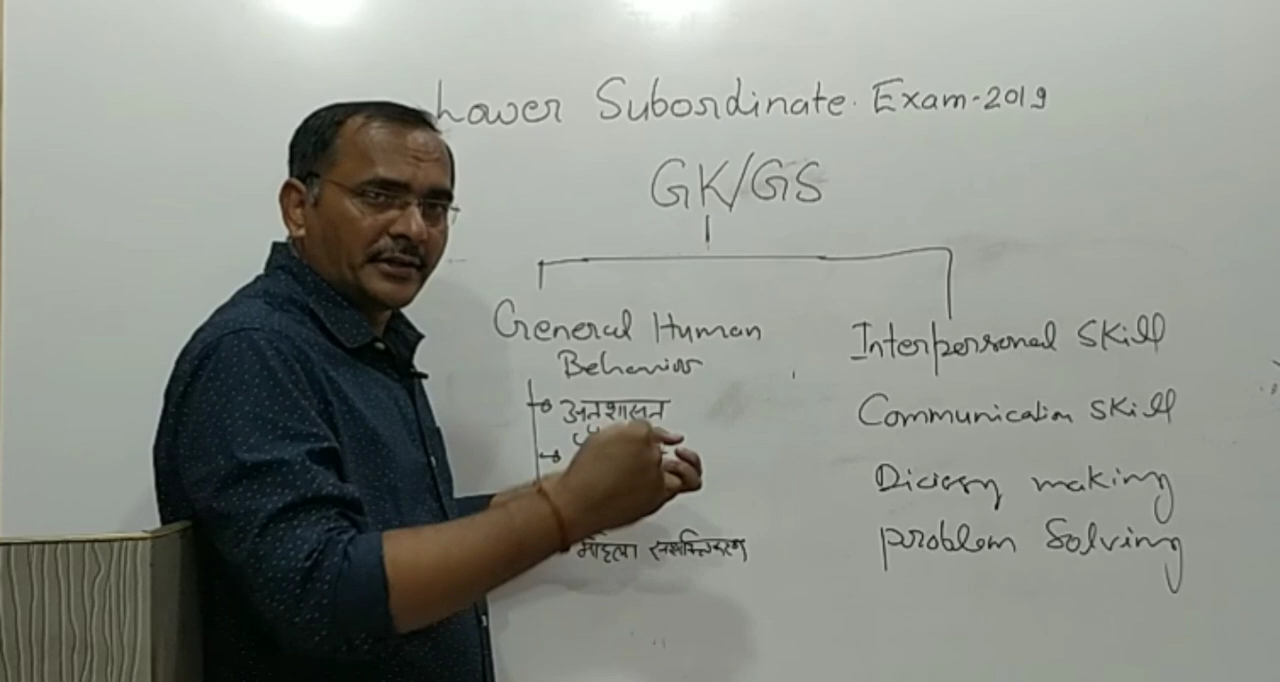 Lower Subordinate. Exam-2019
GK/GS
General Human
Behavior
अनुशासन
महिला सशक्तिकरण
Interpersonal Skill
Communication Skill
making
problem Solving